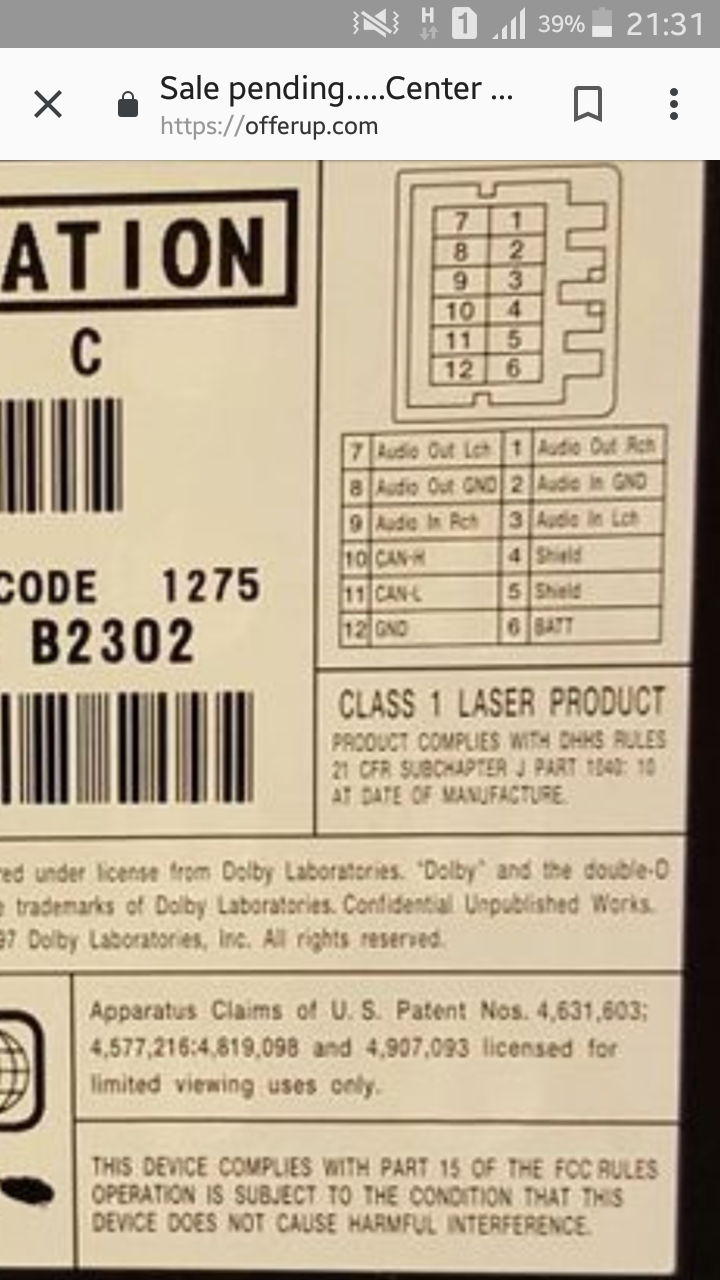 H 1 39% 21:31
Sale pending.....Center ...
https://offerup.com
ATION
C
CODE 1275
B2302
7 1
8 2
9 3
10 4
11 5
12 6
7 Audio Out Lch 1 Audio Out Rch
8 Audio Out GND 2 Audio In GND
9 Audio In Rch 3 Audio In Lch
10 CAN-H 4 Shield
11 CAN-L 5 Shield
12 GND 6 BATT
CLASS 1 LASER PRODUCT
PRODUCT COMPLIES WITH DHHS RULES
21 CFR SUBCHAPTER J PART 1040: 10
AT DATE OF MANUFACTURE.
red under license from Dolby Laboratories. "Dolby" and the double-D
e trademarks of Dolby Laboratories. Confidential Unpublished Works.
97 Dolby Laboratories, Inc. All rights reserved.
Apparatus Claims of U.S. Patent Nos. 4,631,603;
4,577,216:4,819,098 and 4,907,093 licensed for
limited viewing uses only.
THIS DEVICE COMPLIES WITH PART 15 OF THE FCC RULES
OPERATION IS SUBJECT TO THE CONDITION THAT THIS
DEVICE DOES NOT CAUSE HARMFUL INTERFERENCE.